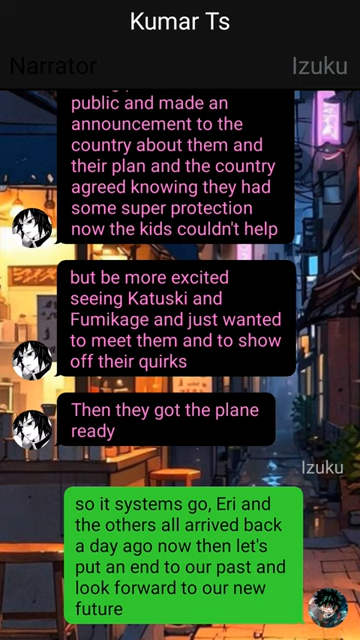 Kumar Ts
Narrator
Izuku
public and made an
announcement to the
country about them and
their plan and the country
agreed knowing they had
some super protection
now the kids couldn't help
but be more excited
seeing Katuski and
Fumikage and just wanted
to meet them and to show
off their quirks
Then they got the plane
ready
Izuku
so it systems go, Eri and
the others all arrived back
a day ago now then let's
put an end to our past and
look forward to our new
future